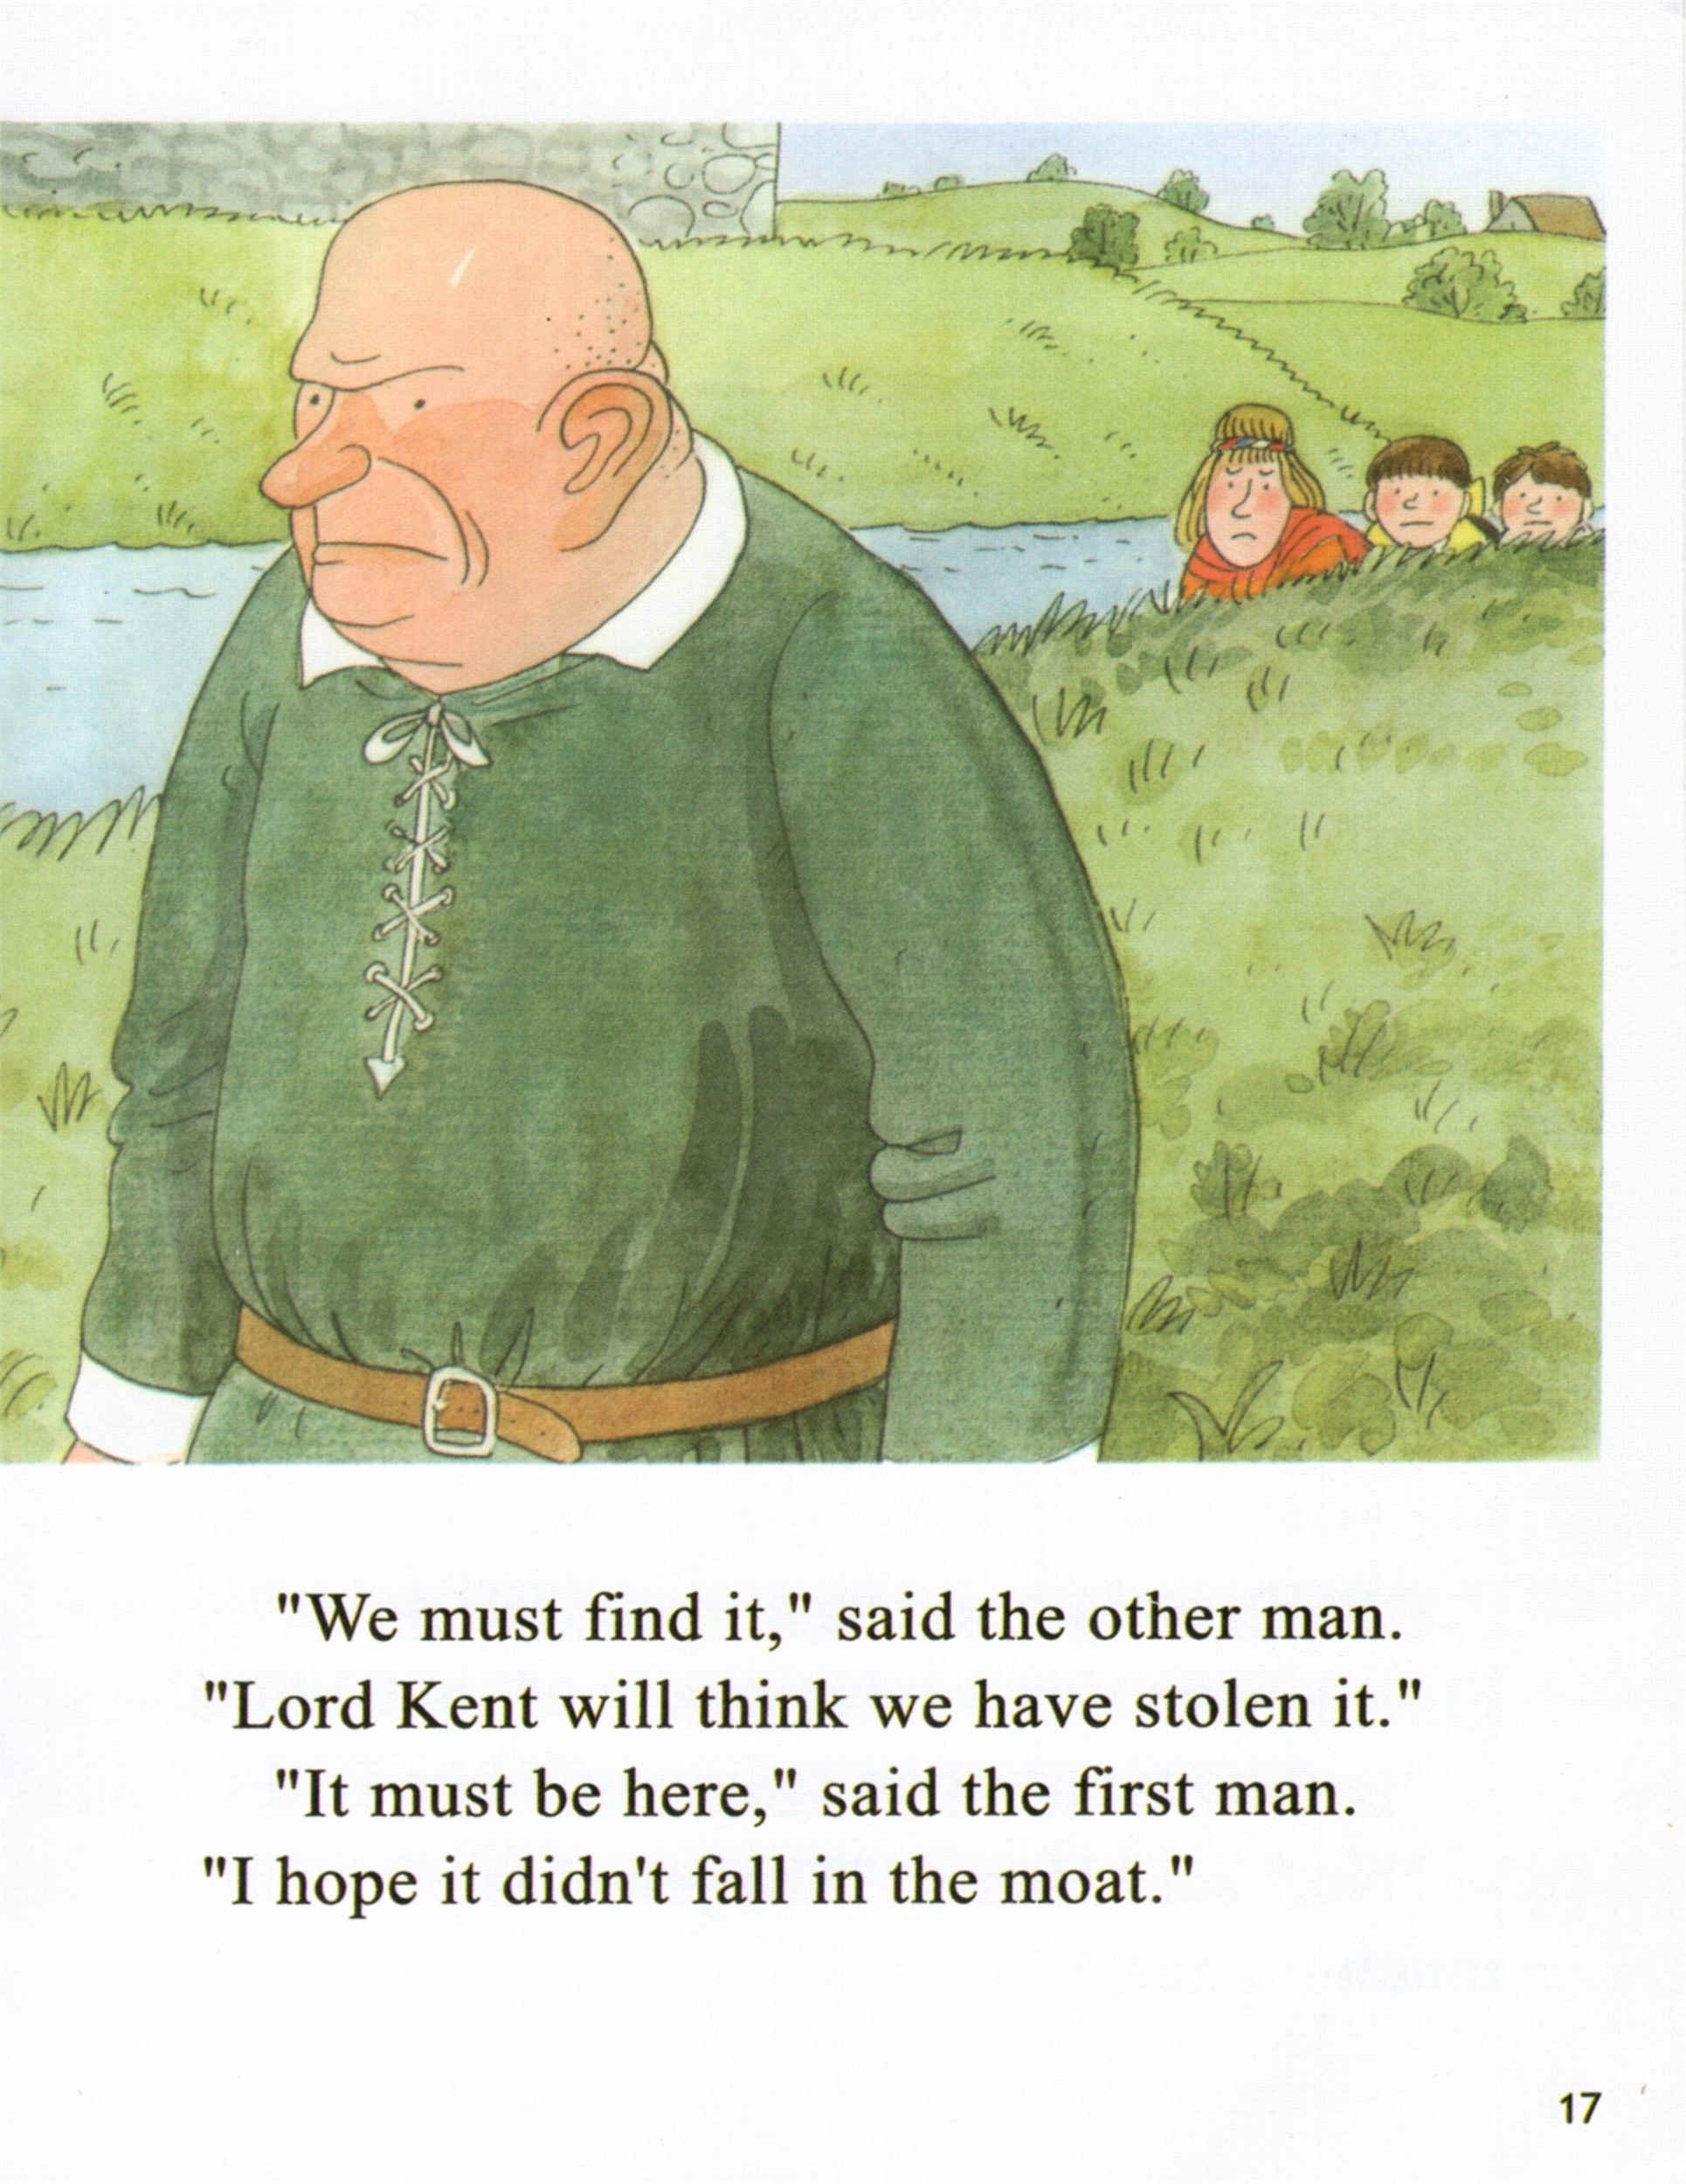 "We must find it," said the other man.
"Lord Kent will think we have stolen it."
"It must be here," said the first man.
"I hope it didn't fall in the moat."
17